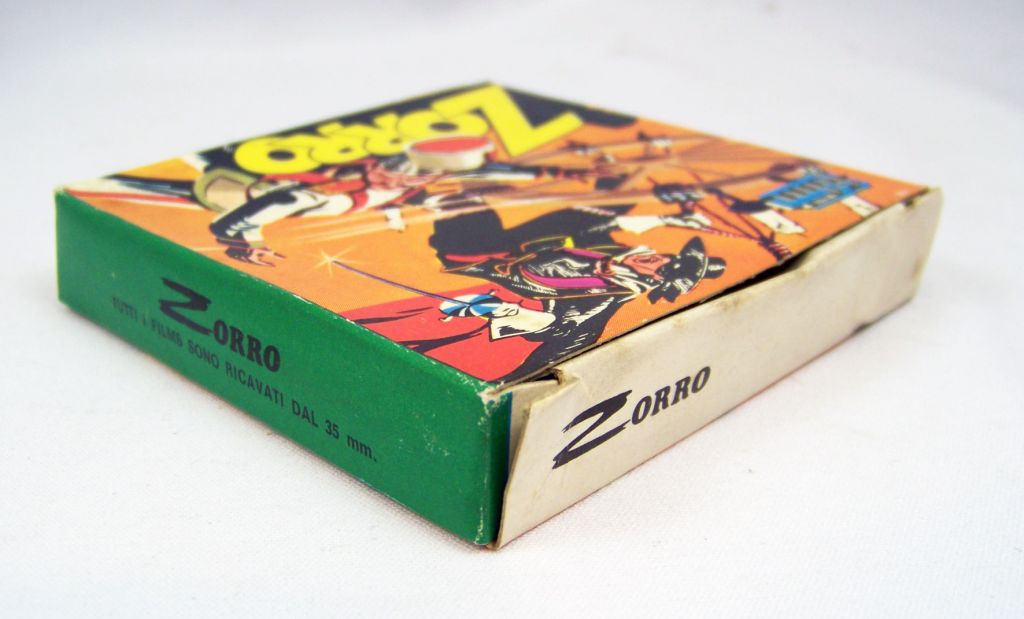 ZORRO
ZORRO
TUTTI i FILMS SONO RICAVATI DAL 35 mm.
ZORRO